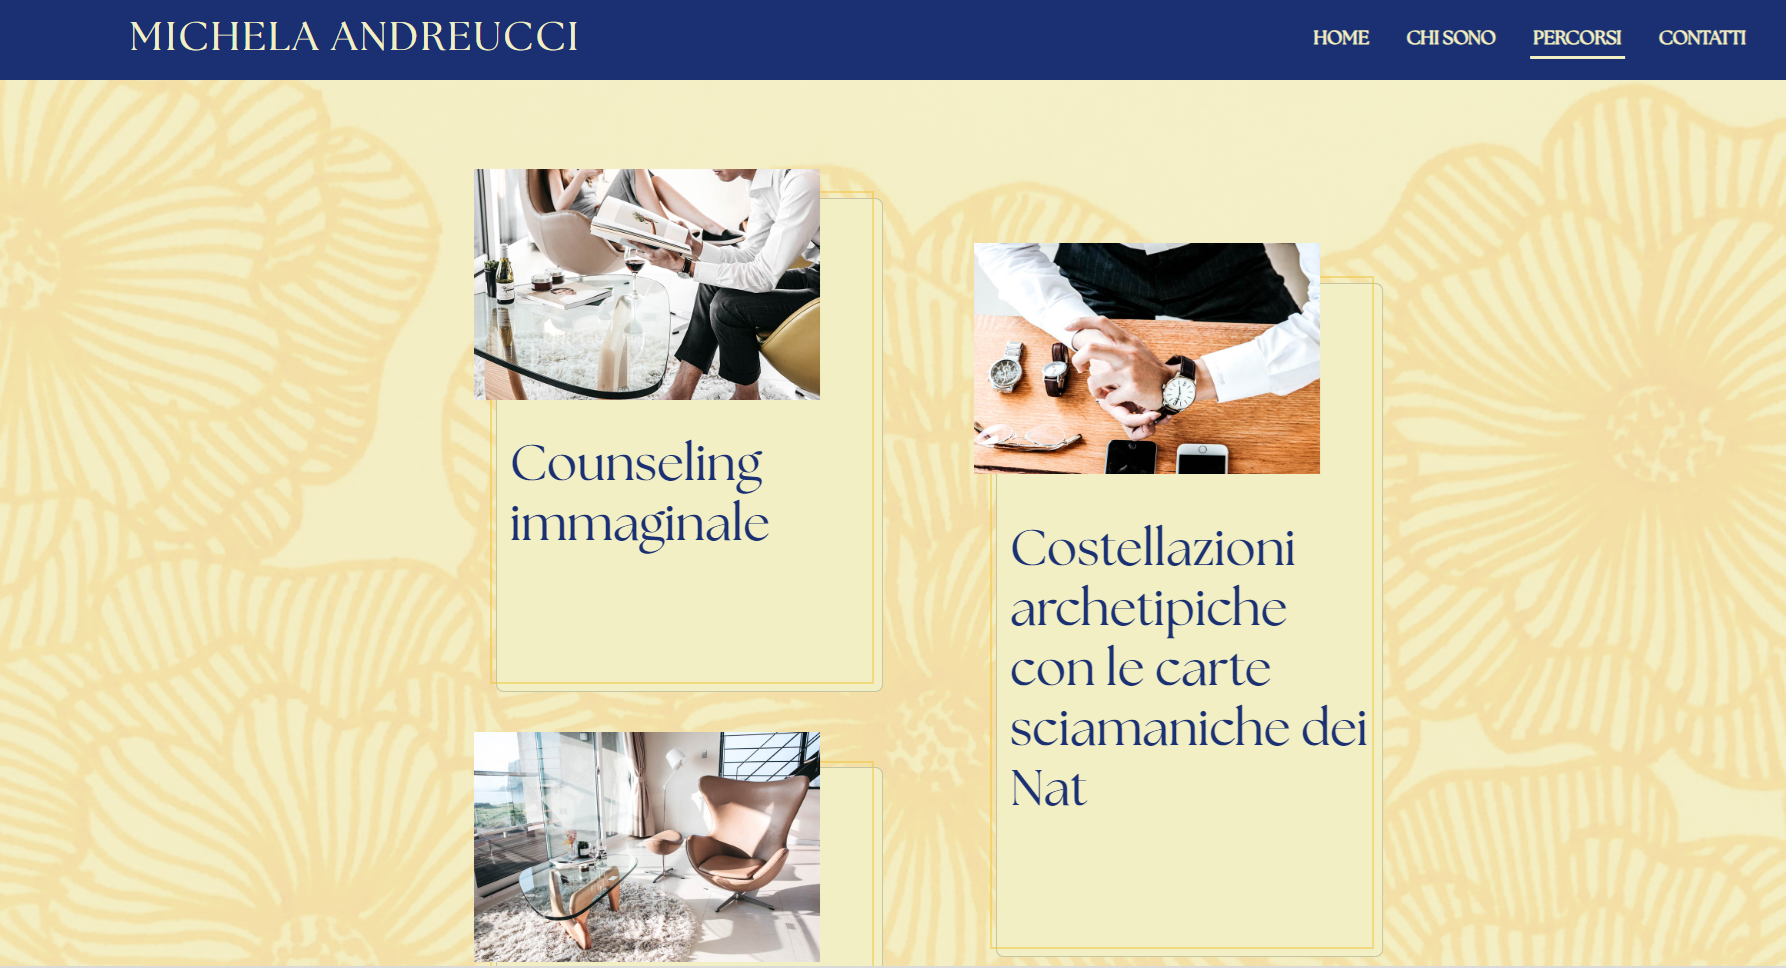 MICHELA ANDREUCCI
HOME CHI SONO PERCORSI CONTATTI
Counseling
immaginale
Costellazioni
archetipiche
con le carte
sciamaniche dei
Nat